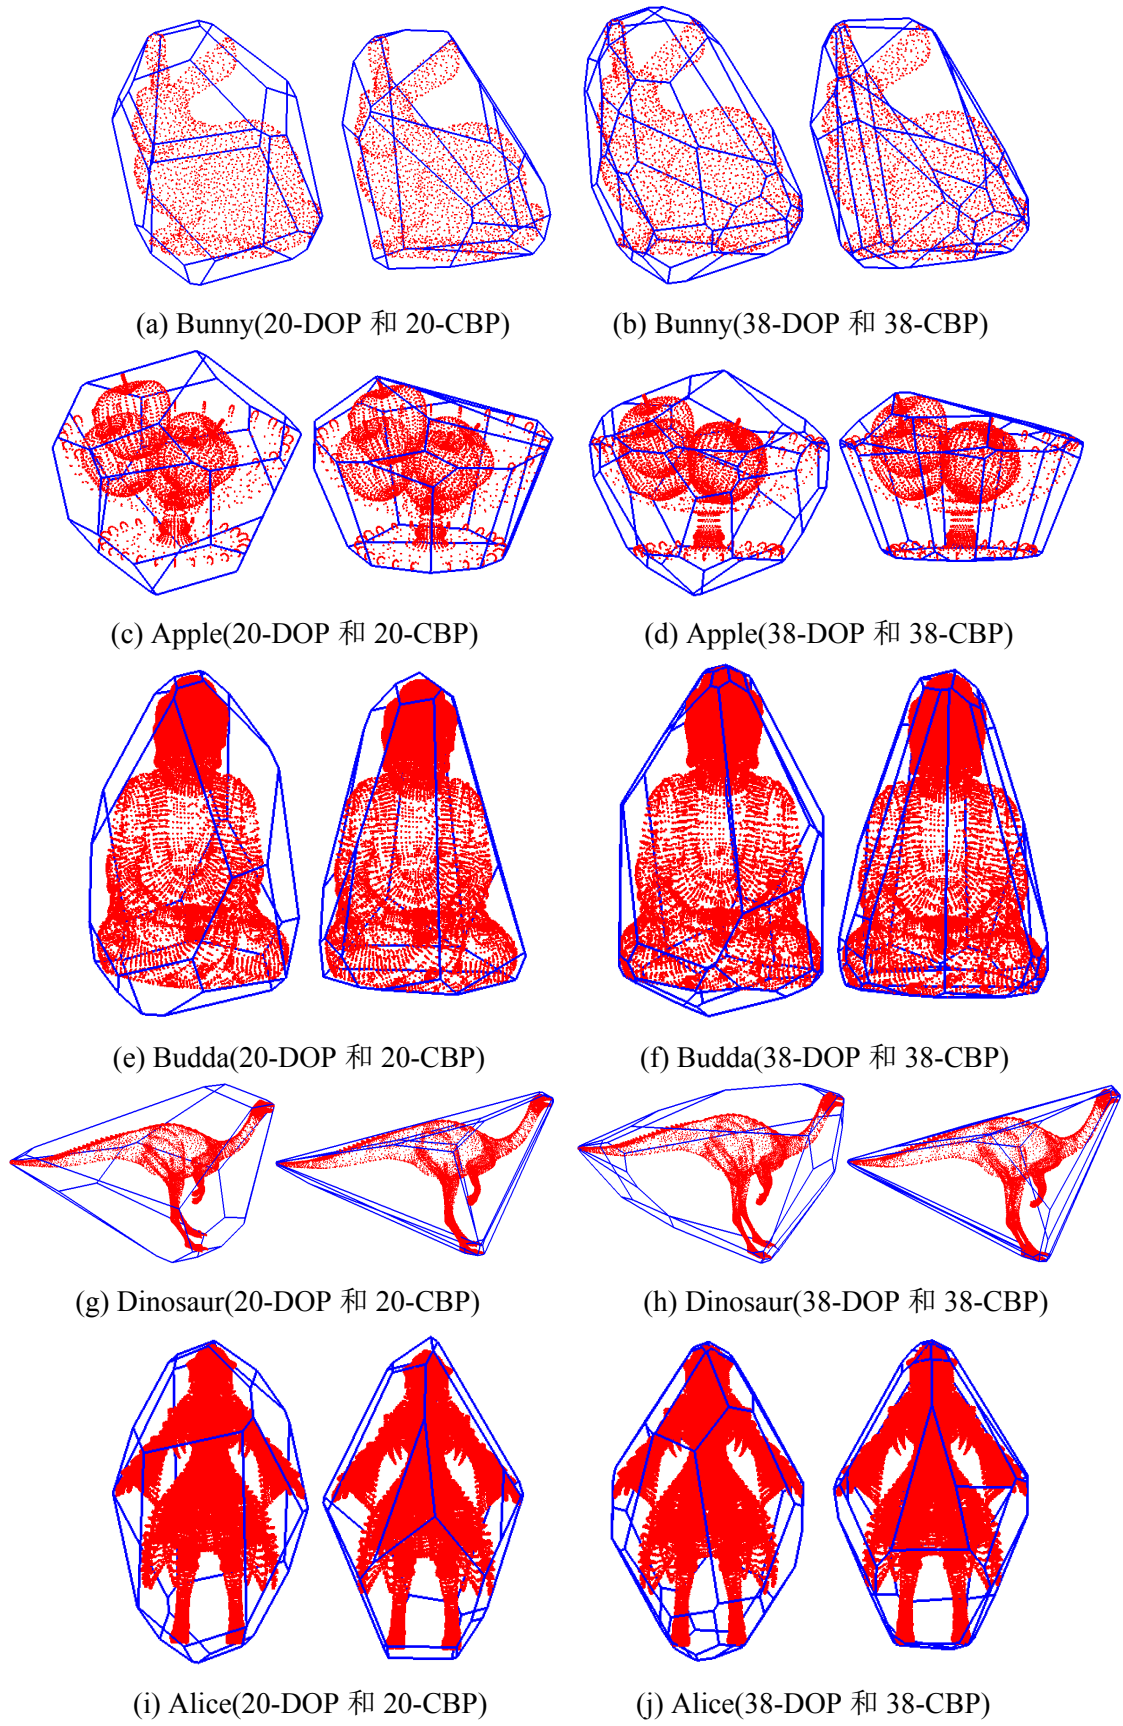 (a) Bunny(20-DOP 和 20-CBP)
(b) Bunny(38-DOP 和 38-CBP)
(c) Apple(20-DOP 和 20-CBP)
(d) Apple(38-DOP 和 38-CBP)
(e) Budda(20-DOP 和 20-CBP)
(f) Budda(38-DOP 和 38-CBP)
(g) Dinosaur(20-DOP 和 20-CBP)
(h) Dinosaur(38-DOP 和 38-CBP)
(i) Alice(20-DOP 和 20-CBP)
(j) Alice(38-DOP 和 38-CBP)